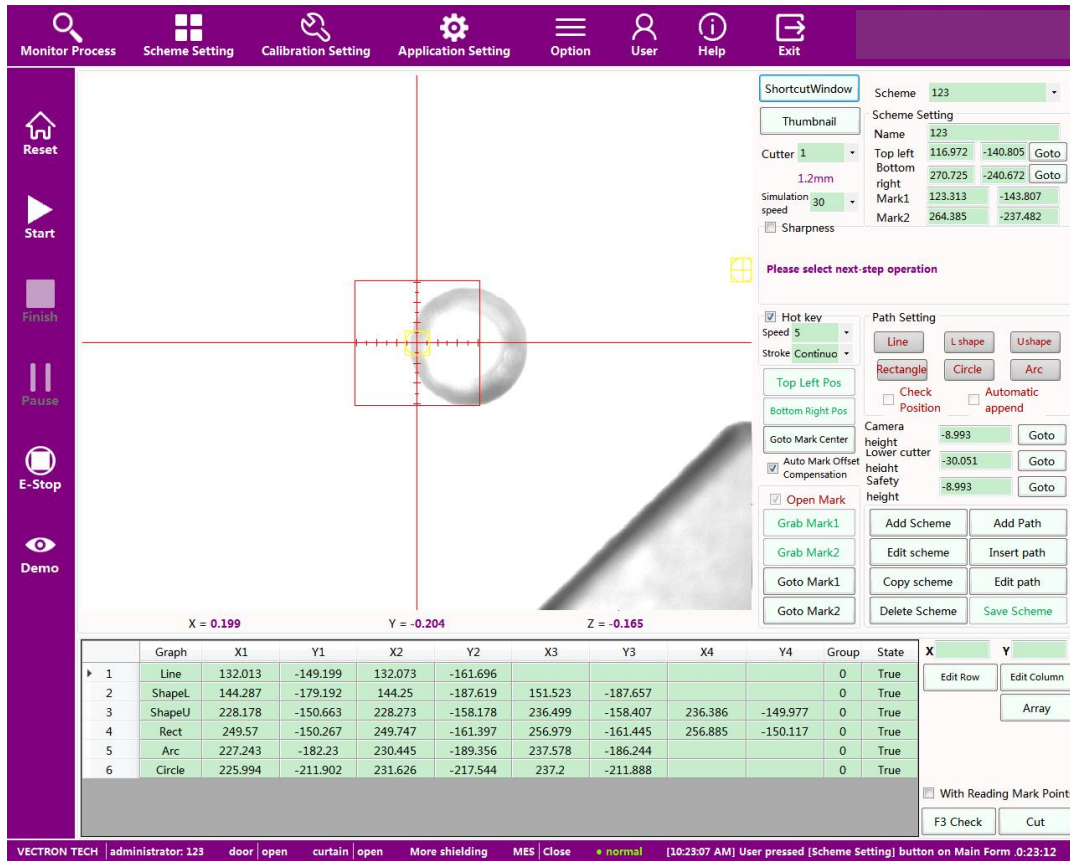 Monitor Process Scheme Setting Calibration Setting Application Setting Option User Help Exit
Reset
Start
Finish
Pause
E-Stop
Demo
ShortcutWindow
Thumbnail
Cutter 1
1.2mm
Simulation speed 30
Sharpness
Scheme 123
Scheme Setting
Name 123
Top left 116.972 -140.805 Goto
Bottom right 270.725 -240.672 Goto
Mark1 123.313 -143.807
Mark2 264.385 -237.482
Please select next-step operation
Hot key
Speed 5
Stroke Continuo
Top Left Pos
Bottom Right Pos
Goto Mark Center
Auto Mark Offset
Compensation
Open Mark
Grab Mark1
Grab Mark2
Goto Mark1
Goto Mark2
Path Setting
Line L shape U shape
Rectangle Circle Arc
Check Position Automatic append
Camera height -8.993 Goto
Lower cutter height -30.051 Goto
Safety height -8.993 Goto
Add Scheme Add Path
Edit scheme Insert path
Copy scheme Edit path
Delete Scheme Save Scheme
X = 0.199 Y = -0.204 Z = -0.165
Graph X1 Y1 X2 Y2 X3 Y3 X4 Y4 Group State
1 Line 132.013 -149.199 132.073 -161.696 0 True
2 ShapeL 144.287 -179.192 144.25 -187.619 151.523 -187.657 0 True
3 ShapeU 228.178 -150.663 228.273 -158.178 236.499 -158.407 236.386 -149.977 0 True
4 Rect 249.57 -150.267 249.747 -161.397 256.979 -161.445 256.885 -150.117 0 True
5 Arc 227.243 -182.23 230.445 -189.356 237.578 -186.244 0 True
6 Circle 225.994 -211.902 231.626 -217.544 237.2 -211.888 0 True
X Y
Edit Row Edit Column
Array
With Reading Mark Points
F3 Check Cut
VECTRON TECH administrator: 123 door open curtain open More shielding MES Close normal [10:23:07 AM] User pressed [Scheme Setting] button on Main Form .0:23:12